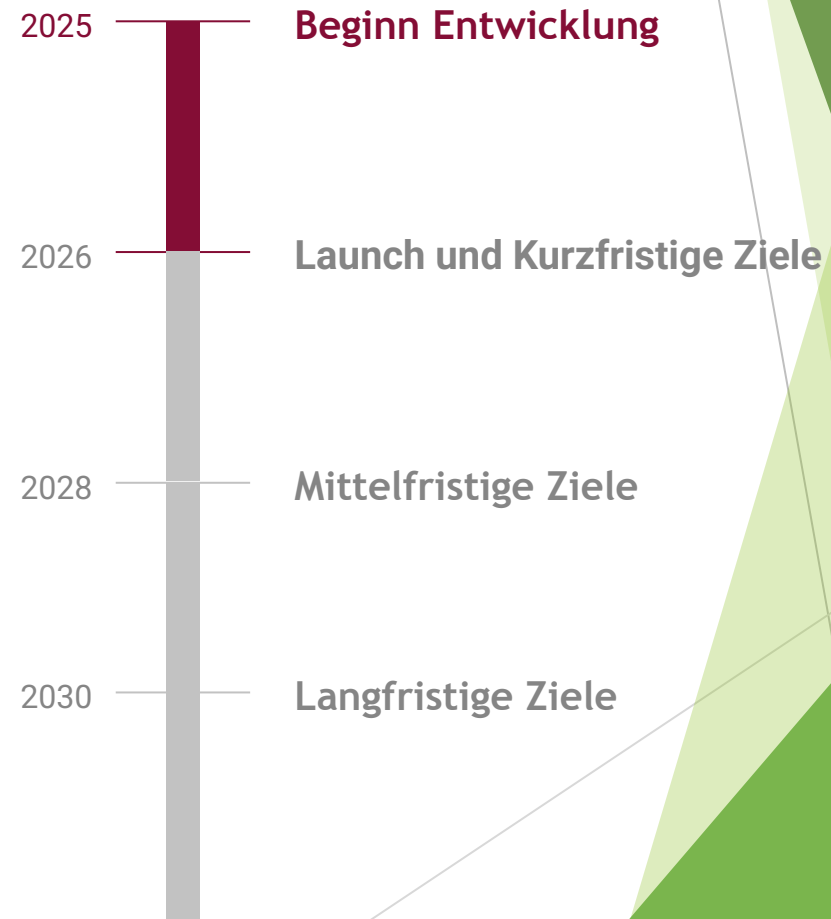 2025 Beginn Entwicklung
2026 Launch und Kurzfristige Ziele
2028 Mittelfristige Ziele
2030 Langfristige Ziele